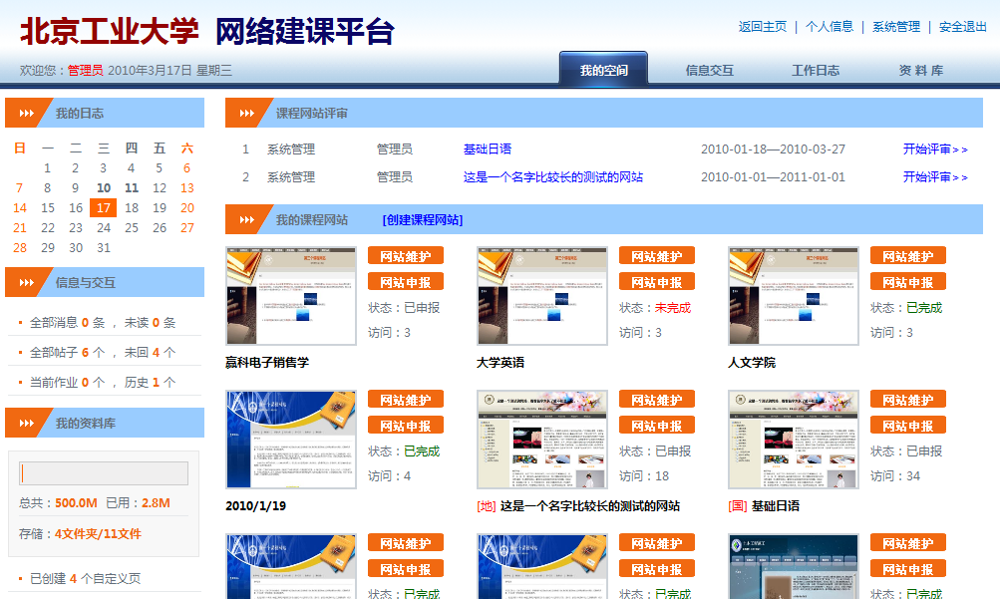 北京工业大学 网络建课平台
返回主页 | 个人信息 | 系统管理 | 安全退出
欢迎您：管理员 2010年3月17日 星期三
我的空间 信息交互 工作日志 资 料 库
我的日志
日 一 二 三 四 五 六
1 2 3 4 5 6
7 8 9 10 11 12 13
14 15 16 17 18 19 20
21 22 23 24 25 26 27
28 29 30 31
信息与交互
全部消息 0 条 ， 未读 0 条
全部帖子 6 个 ， 未回 4 个
当前作业 0 个 ， 历史 1 个
我的资料库
总共：500.0M 已用：2.8M
存储：4文件夹/11文件
已创建 4 个自定义页
课程网站评审
1 系统管理 管理员 基础日语 2010-01-18—2010-03-27 开始评审>>
2 系统管理 管理员 这是一个名字比较长的测试的网站 2010-01-01—2011-01-01 开始评审>>
我的课程网站 [创建课程网站]
网站维护
网站申报
状态：已申报
访问：3
赢科电子销售学
网站维护
网站申报
状态：未完成
访问：3
大学英语
网站维护
网站申报
状态：已完成
访问：3
人文学院
网站维护
网站申报
状态：已完成
访问：4
2010/1/19
网站维护
网站申报
状态：已申报
访问：18
[地] 这是一个名字比较长的测试的网站
网站维护
网站申报
状态：已申报
访问：34
[国] 基础日语
网站维护
网站申报
状态：已完成
网站维护
网站申报
状态：已完成
网站维护
网站申报
状态：已完成